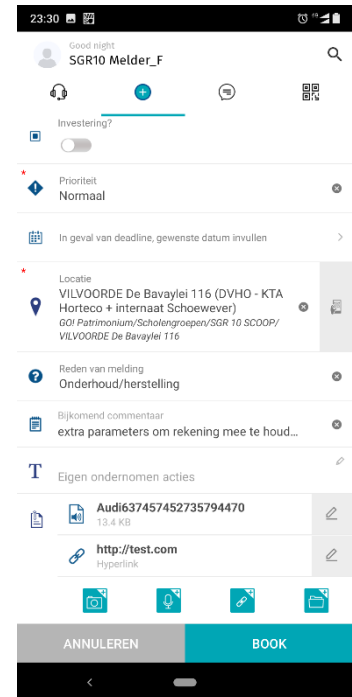 23:30
Good night
SGR10 Melder_F
Investering?
*
Prioriteit
Normaal
In geval van deadline, gewenste datum invullen
*
Locatie
VILVOORDE De Bavaylei 116 (DVHO - KTA
Horteco + internaat Schoewever)
GO! Patrimonium/Scholengroepen/SGR 10 SCOOP/
VILVOORDE De Bavaylei 116
Reden van melding
Onderhoud/herstelling
Bijkomend commentaar
extra parameters om rekening mee te houd...
T
Eigen ondernomen acties
Audi637457452735794470
13.4 KB
http://test.com
Hyperlink
ANNULEREN
BOOK